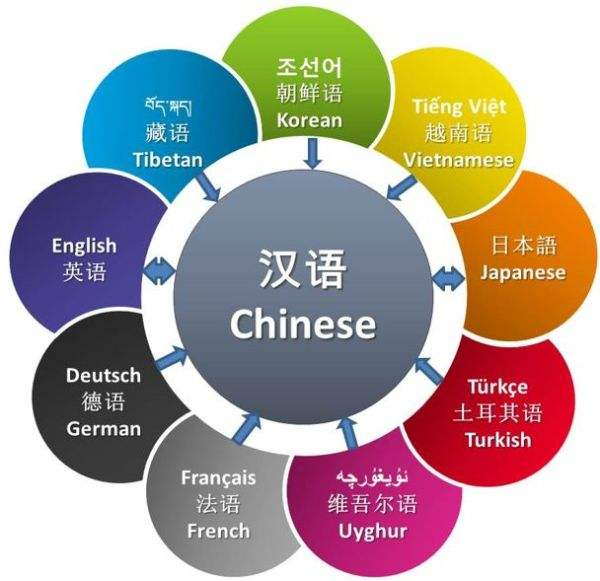 조선어
朝鲜语
Korean
Tiếng Việt
越南语
Vietnamese
日本語
Japanese
Türkçe
土耳其语
Turkish
ئۇيغۇرچە
维吾尔语
Uyghur
Français
法语
French
Deutsch
德语
German
English
英语
བོད་སྐད།
藏语
Tibetan
汉语
Chinese